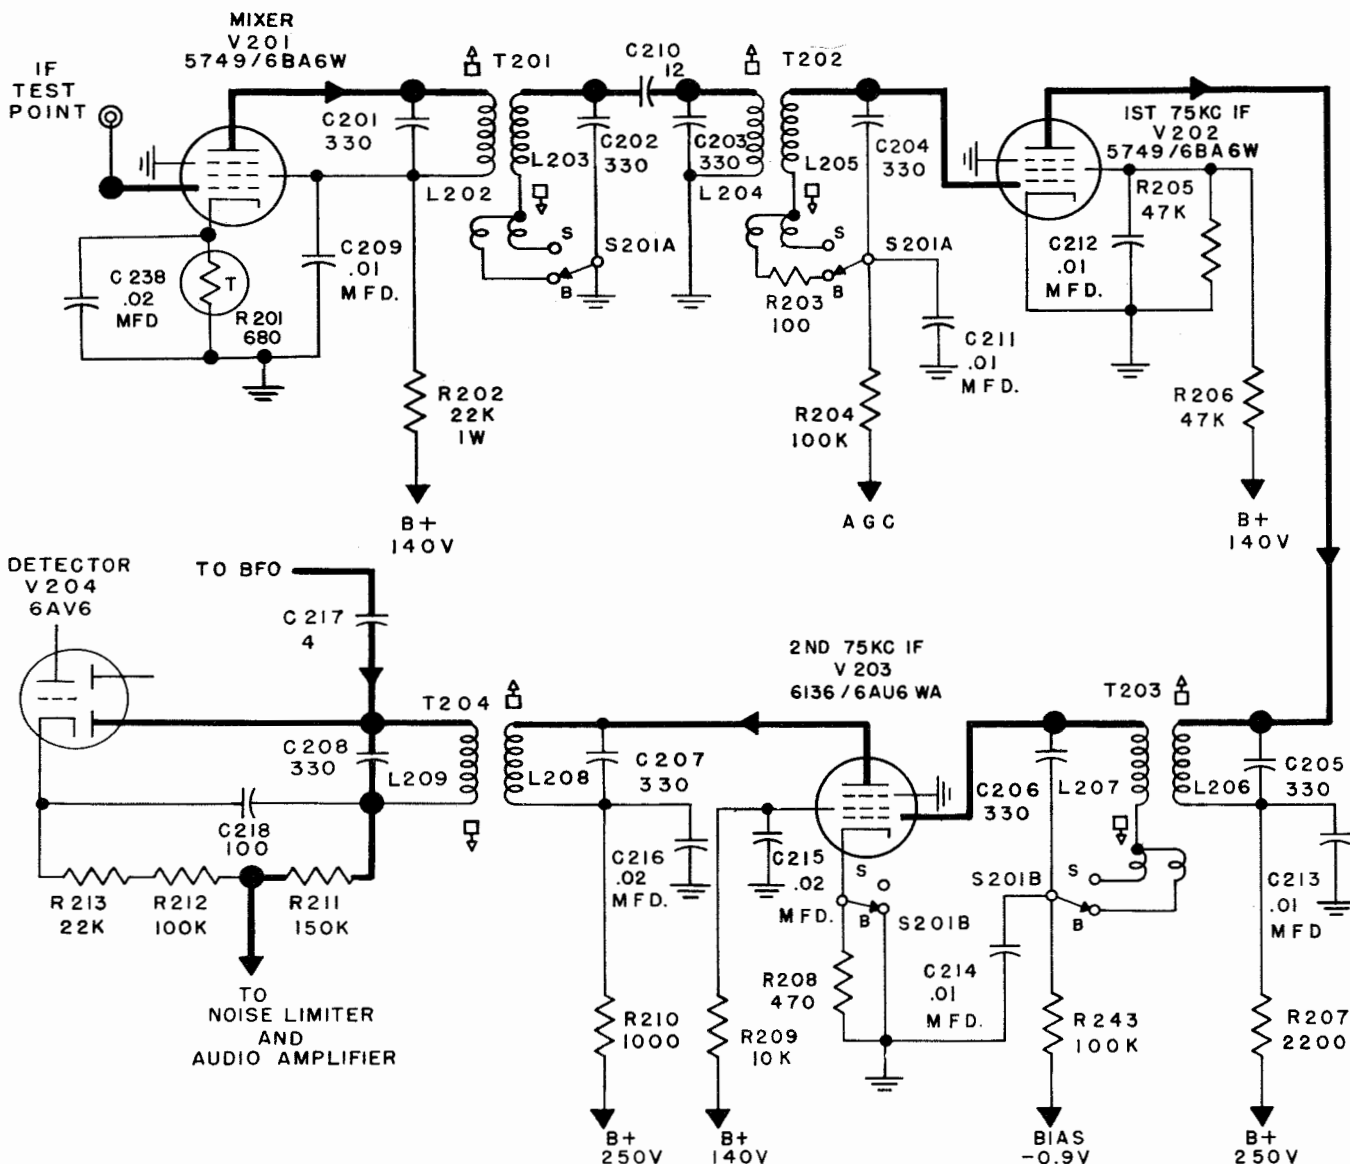 MIXER
V201
5749/6BA6W
IF
TEST
POINT
C201
330
T201
L202
L203
C202
330
C210
12
C203
330
L204
T202
L205
C204
330
1ST 75KC IF
V202
5749/6BA6W
R205
47K
C238
.02
MFD
T
R201
680
C209
.01
MFD.
S
B
S201A
S
B
S201A
R203
100
C211
.01
MFD.
C212
.01
MFD.
R202
22K
1W
R204
100K
R206
47K
B+
140V
AGC
B+
140V
DETECTOR
V204
6AV6
TO BFO
C217
4
2ND 75KC IF
V203
6136/6AU6WA
T204
T203
C208
330
L209
L208
C207
330
C206
330
L207
L206
C205
330
C218
100
C216
.02
MFD.
C215
.02
MFD.
S
B
S201B
S201B
S
B
C213
.01
MFD
R213
22K
R212
100K
R211
150K
R208
470
C214
.01
MFD.
TO
NOISE LIMITER
AND
AUDIO AMPLIFIER
R210
1000
R209
10K
R243
100K
R207
2200
B+
250V
B+
140V
BIAS
-0.9V
B+
250V